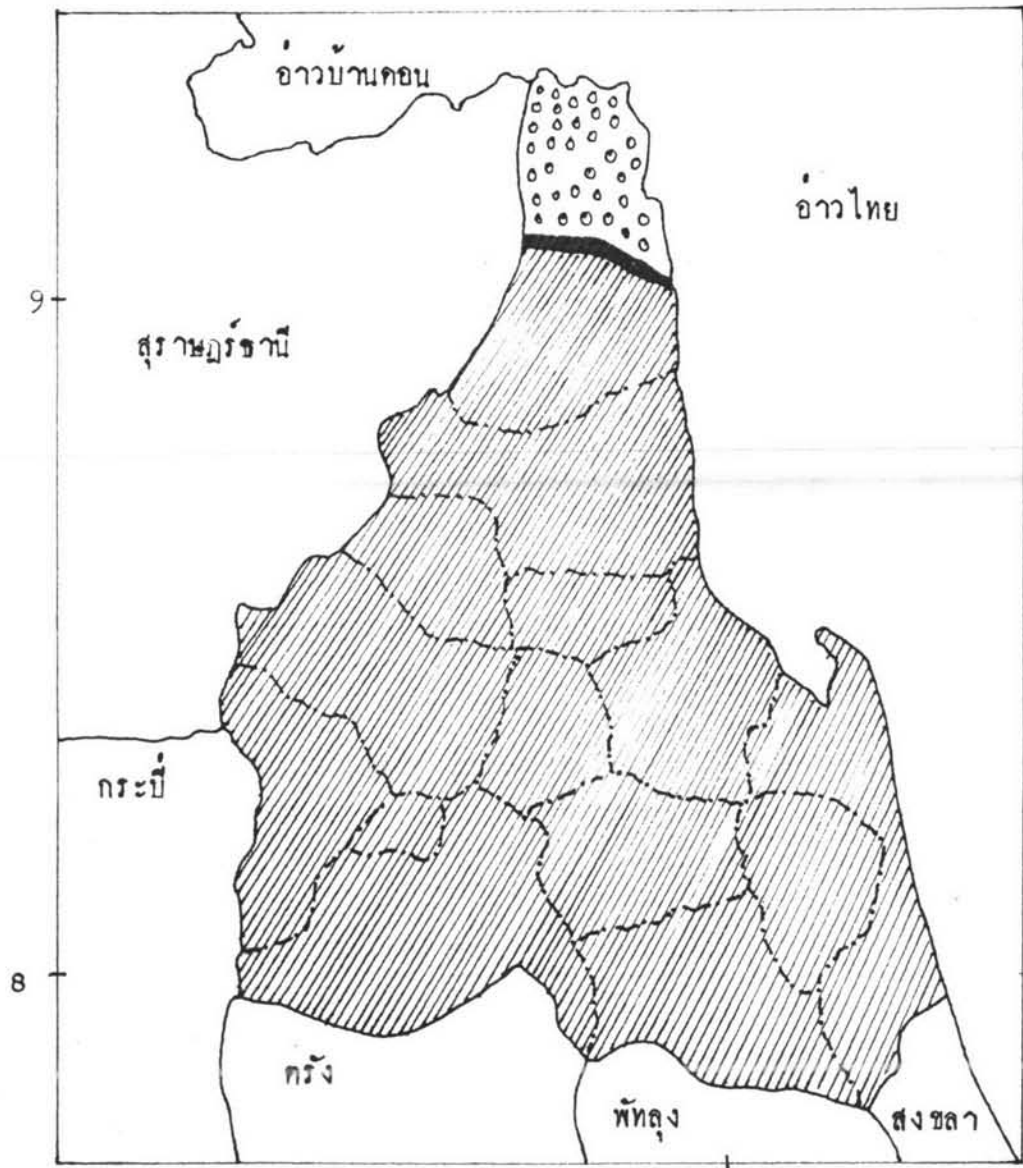 อ่าวบ้านดอน
อ่าวไทย
9
สุราษฎร์ธานี
กระบี่
8
ตรัง
พัทลุง
สงขลา